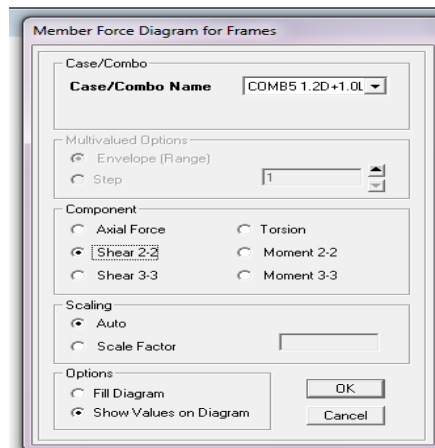 Member Force Diagram for Frames
Case/Combo
Case/Combo Name COMB5 1.2D+1.0L
Multivalued Options
Envelope (Range)
Step 1
Component
Axial Force Torsion
Shear 2-2 Moment 2-2
Shear 3-3 Moment 3-3
Scaling
Auto
Scale Factor
Options
Fill Diagram OK
Show Values on Diagram Cancel